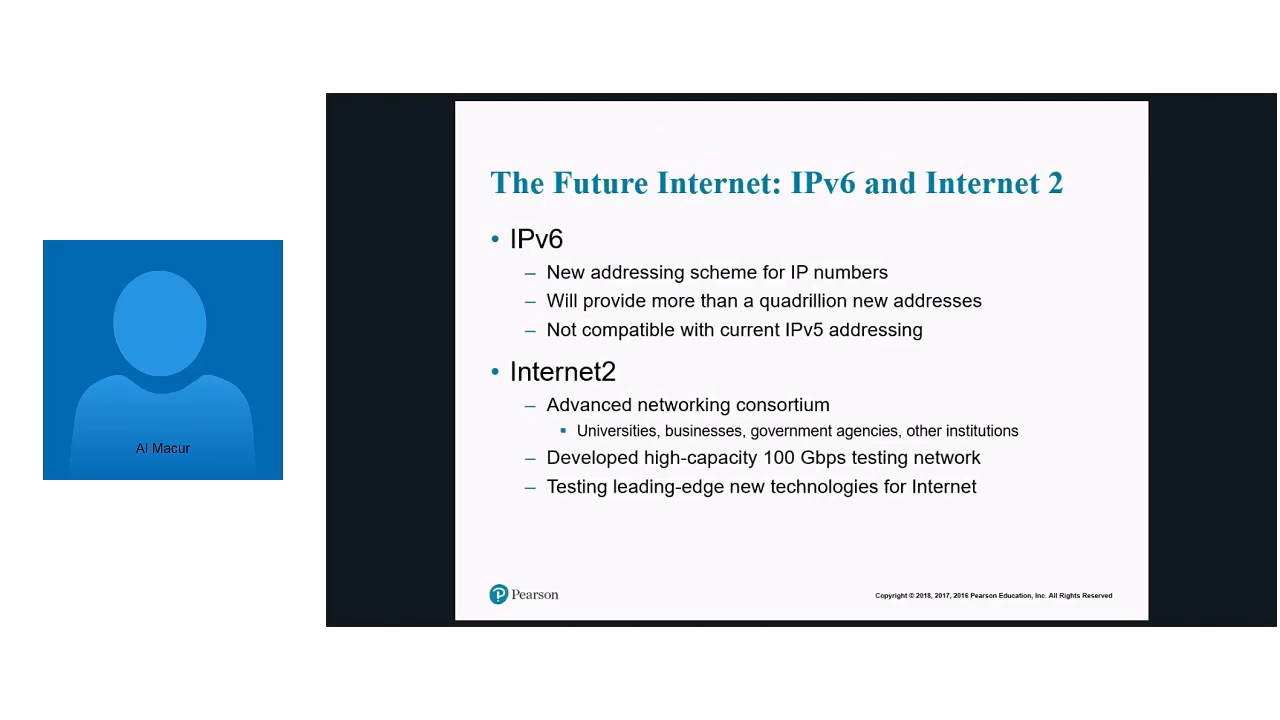 The Future Internet: IPv6 and Internet 2
• IPv6
– New addressing scheme for IP numbers
– Will provide more than a quadrillion new addresses
– Not compatible with current IPv5 addressing
• Internet2
– Advanced networking consortium
▪ Universities, businesses, government agencies, other institutions
– Developed high-capacity 100 Gbps testing network
– Testing leading-edge new technologies for Internet
Al Macur
Pearson
Copyright © 2018, 2017, 2016 Pearson Education, Inc. All Rights Reserved